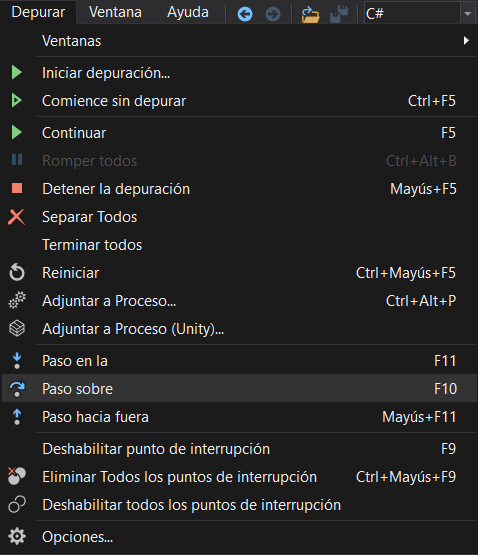 Depurar Ventana Ayuda C#
Ventanas
Iniciar depuración...
Comience sin depurar Ctrl+F5
Continuar F5
Romper todos Ctrl+Alt+B
Detener la depuración Mayús+F5
Separar Todos
Terminar todos
Reiniciar Ctrl+Mayús+F5
Adjuntar a Proceso... Ctrl+Alt+P
Adjuntar a Proceso (Unity)...
Paso en la F11
Paso sobre F10
Paso hacia fuera Mayús+F11
Deshabilitar punto de interrupción F9
Eliminar Todos los puntos de interrupción Ctrl+Mayús+F9
Deshabilitar todos los puntos de interrupción
Opciones...